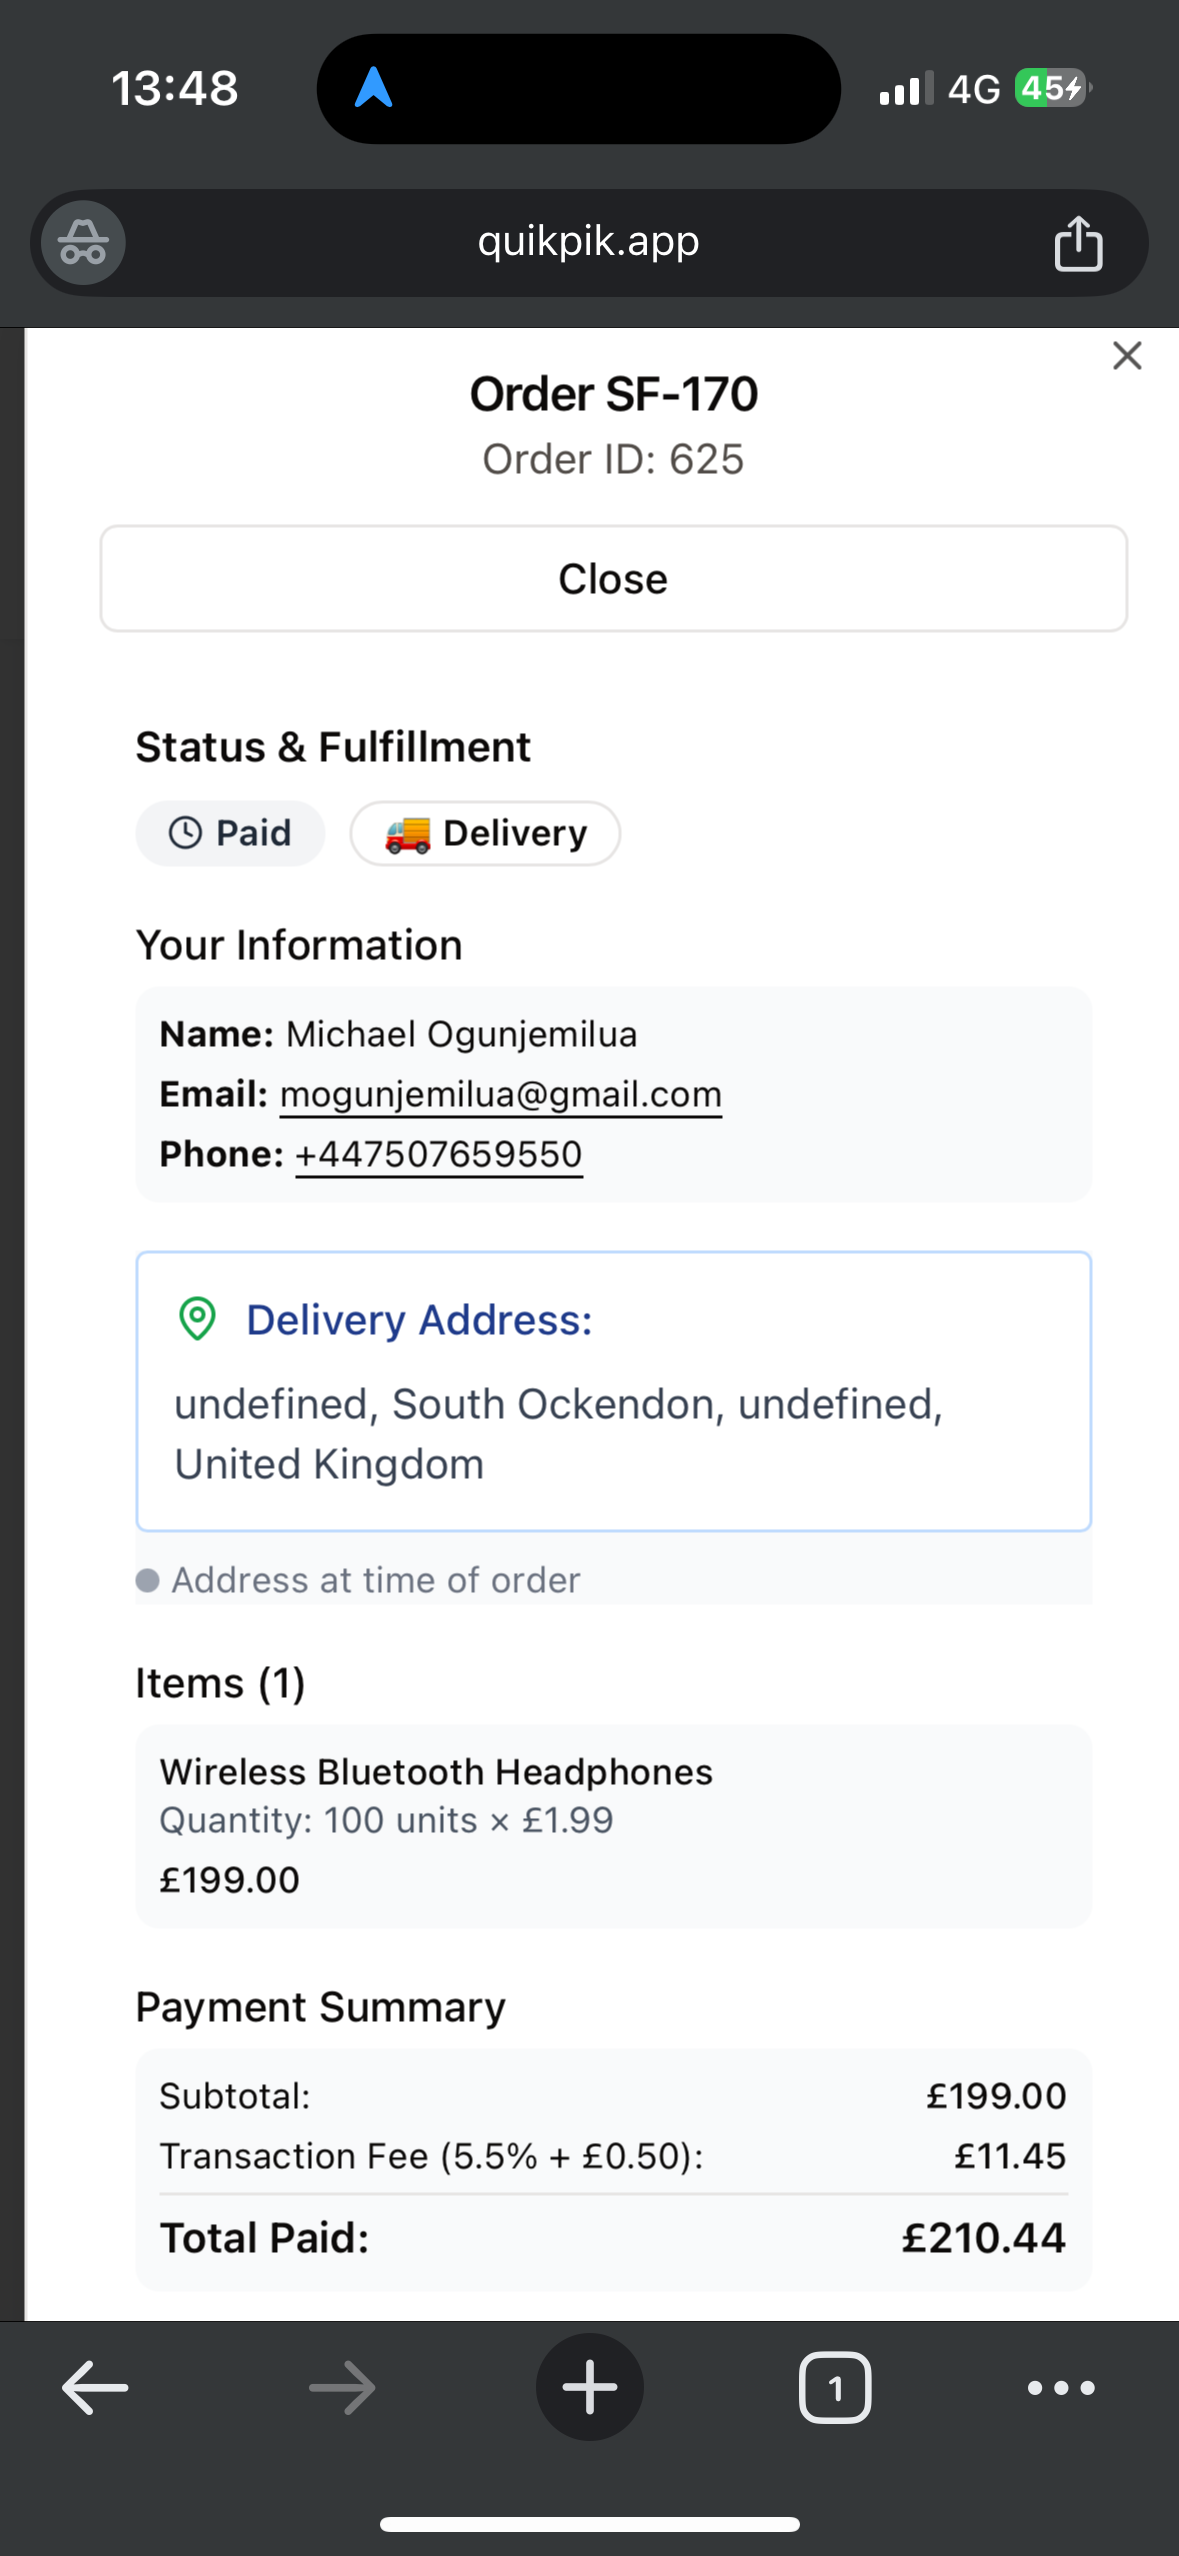 13:48
4G
45
quikpik.app
Order SF-170
Order ID: 625
Close
Status & Fulfillment
Paid
Delivery
Your Information
Name: Michael Ogunjemilua
Email: mogunjemilua@gmail.com
Phone: +447507659550
Delivery Address:
undefined, South Ockendon, undefined,
United Kingdom
Address at time of order
Items (1)
Wireless Bluetooth Headphones
Quantity: 100 units × £1.99
£199.00
Payment Summary
Subtotal: £199.00
Transaction Fee (5.5% + £0.50): £11.45
Total Paid: £210.44
1